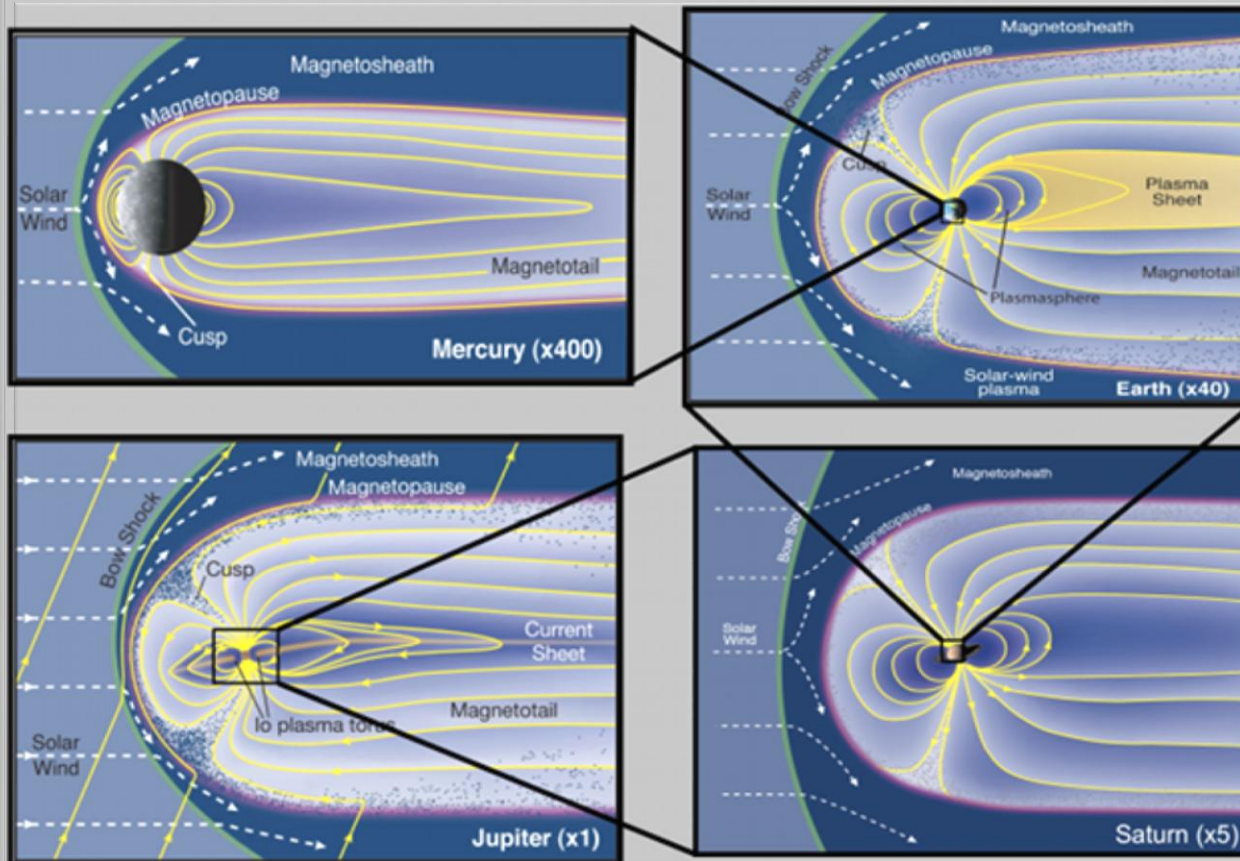 Magnetosheath
Magnetopause
Solar
Wind
Magnetotail
Cusp
Mercury (x400)
Magnetosheath
Bow Shock
Magnetopause
Cusp
Solar
Wind
Plasma
Sheet
Magnetotail
Plasmasphere
Solar-wind
plasma
Earth (x40)
Magnetosheath
Magnetopause
Bow Shock
Cusp
Current
Sheet
Io plasma torus
Magnetotail
Solar
Wind
Jupiter (x1)
Magnetosheath
Bow Shock
Magnetopause
Solar
Wind
Saturn (x5)